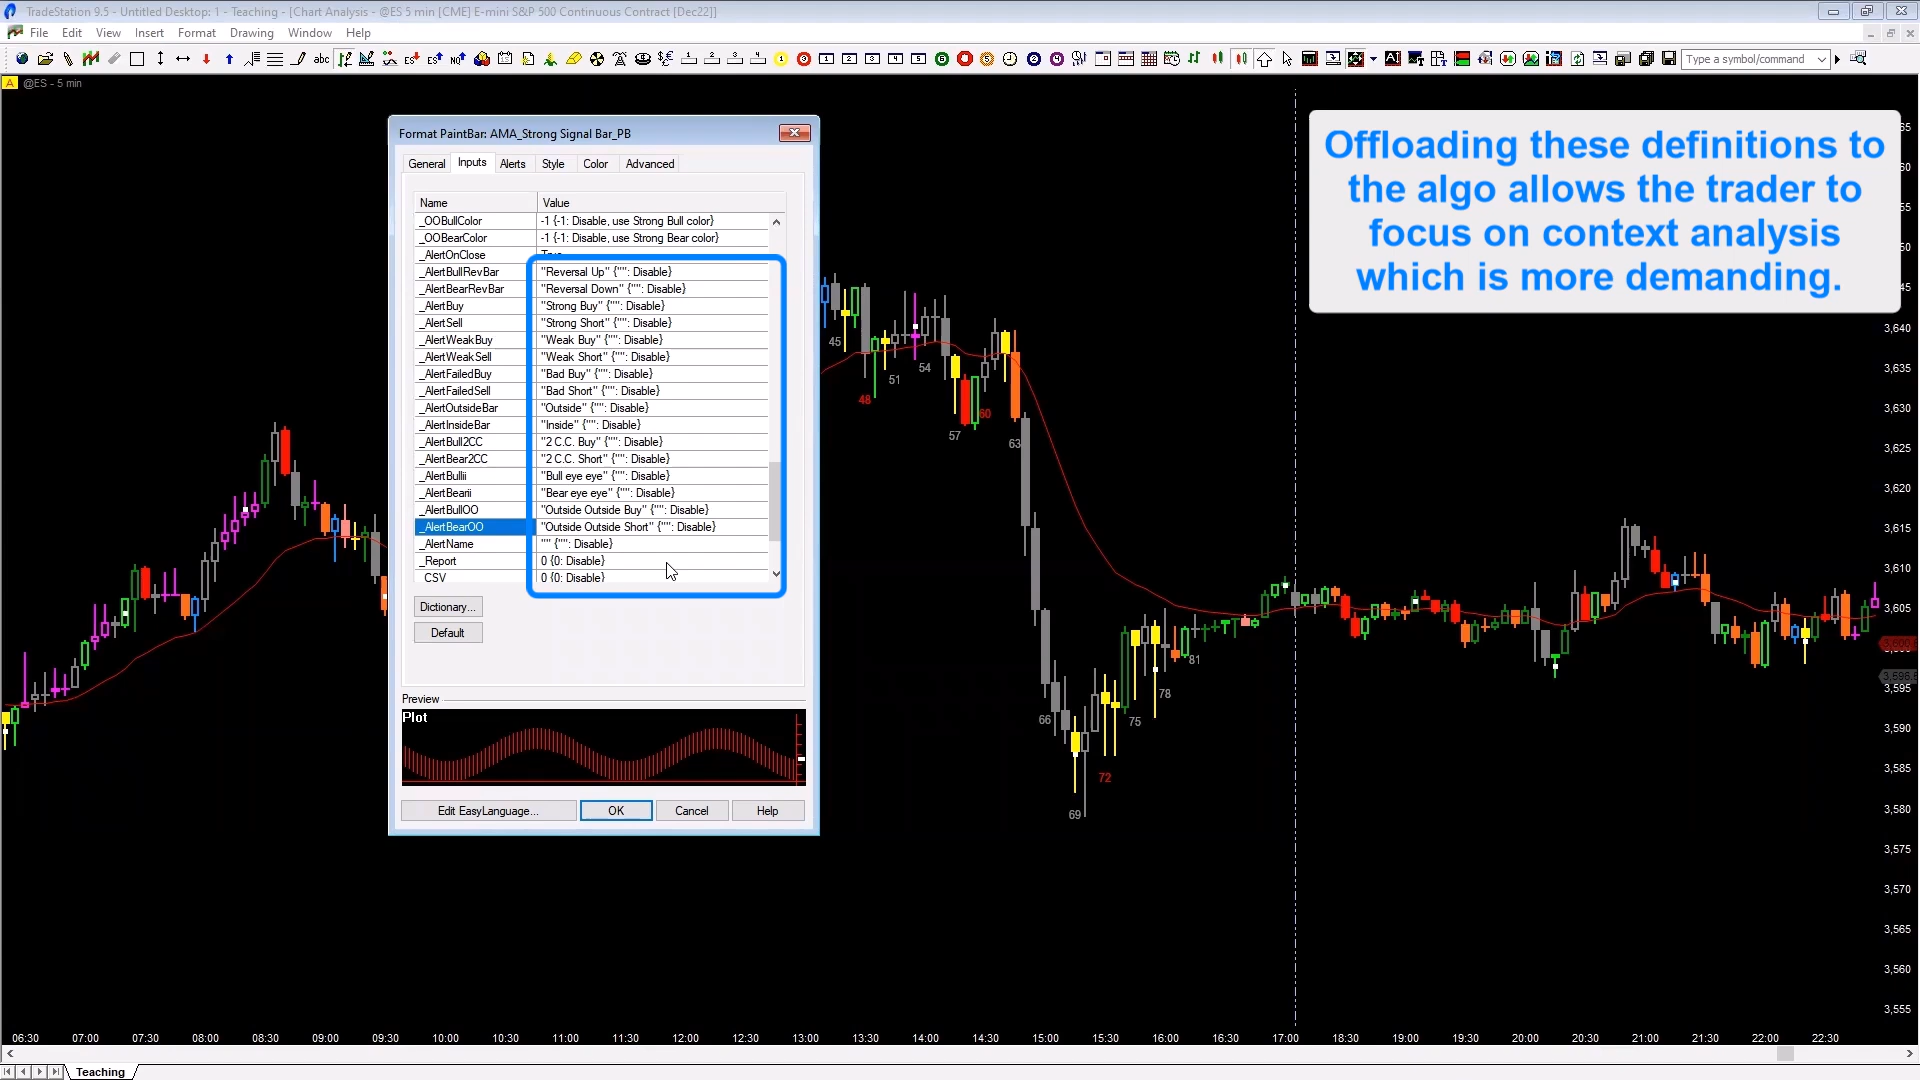 TradeStation 9.5 - Untitled Desktop: 1 - Teaching - [Chart Analysis - @ES 5 min [CME] E-mini S&P 500 Continuous Contract [Dec22]]
File Edit View Insert Format Drawing Window Help
abc
Type a symbol/command
A @ES - 5 min
Format PaintBar: AMA_Strong Signal Bar_PB
General Inputs Alerts Style Color Advanced
Name Value
_OOBullColor -1 {-1: Disable, use Strong Bull color}
_OOBearColor -1 {-1: Disable, use Strong Bear color}
_AlertOnClose True
_AlertBullRevBar "Reversal Up" {"": Disable}
_AlertBearRevBar "Reversal Down" {"": Disable}
_AlertBuy "Strong Buy" {"": Disable}
_AlertSell "Strong Short" {"": Disable}
_AlertWeakBuy "Weak Buy" {"": Disable}
_AlertWeakSell "Weak Short" {"": Disable}
_AlertFailedBuy "Bad Buy" {"": Disable}
_AlertFailedSell "Bad Short" {"": Disable}
_AlertOutsideBar "Outside" {"": Disable}
_AlertInsideBar "Inside" {"": Disable}
_AlertBull2CC "2 C.C. Buy" {"": Disable}
_AlertBear2CC "2 C.C. Short" {"": Disable}
_AlertBullii "Bull eye eye" {"": Disable}
_AlertBearii "Bear eye eye" {"": Disable}
_AlertBullOO "Outside Outside Buy" {"": Disable}
_AlertBearOO "Outside Outside Short" {"": Disable}
_AlertName "" {"": Disable}
_Report 0 {0: Disable}
CSV 0 {0: Disable}
Dictionary...
Default
Preview
Plot
Edit EasyLanguage... OK Cancel Help
Offloading these definitions to
the algo allows the trader to
focus on context analysis
which is more demanding.
45
48
51
54
57
60
63
66
69
72
75
78
81
65
60
55
50
45
3,640
3,635
3,630
3,625
3,620
3,615
3,610
3,605
3,595
3,590
3,585
3,580
3,575
3,570
3,565
3,560
3,555
06:30 07:00 07:30 08:00 08:30 09:00 09:30 10:00 10:30 11:00 11:30 12:00 12:30 13:00 13:30 14:00 14:30 15:00 15:30 16:00 16:30 17:00 18:30 19:00 19:30 20:00 20:30 21:00 22:00 22:30
Teaching